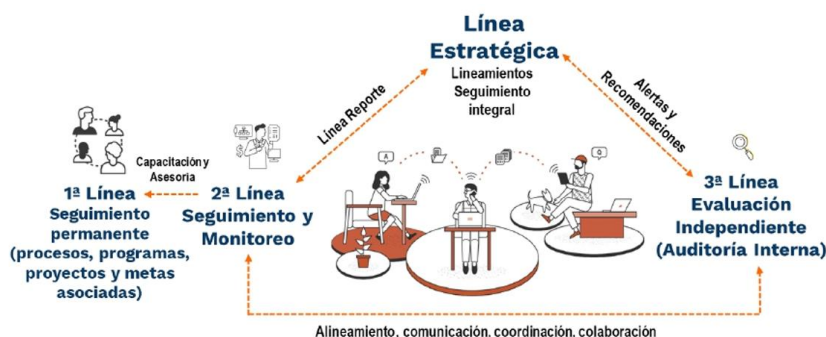 Línea
Estratégica
Lineamientos
Seguimiento
integral
Línea Reporte
Alertas y
Recomendaciones
Capacitación y
Asesoría
1ª Línea
Seguimiento
permanente
(procesos, programas,
proyectos y metas
asociadas)
2ª Línea
Seguimiento y
Monitoreo
A
Q
3ª Línea
Evaluación
Independiente
(Auditoría Interna)
Alineamiento, comunicación, coordinación, colaboración